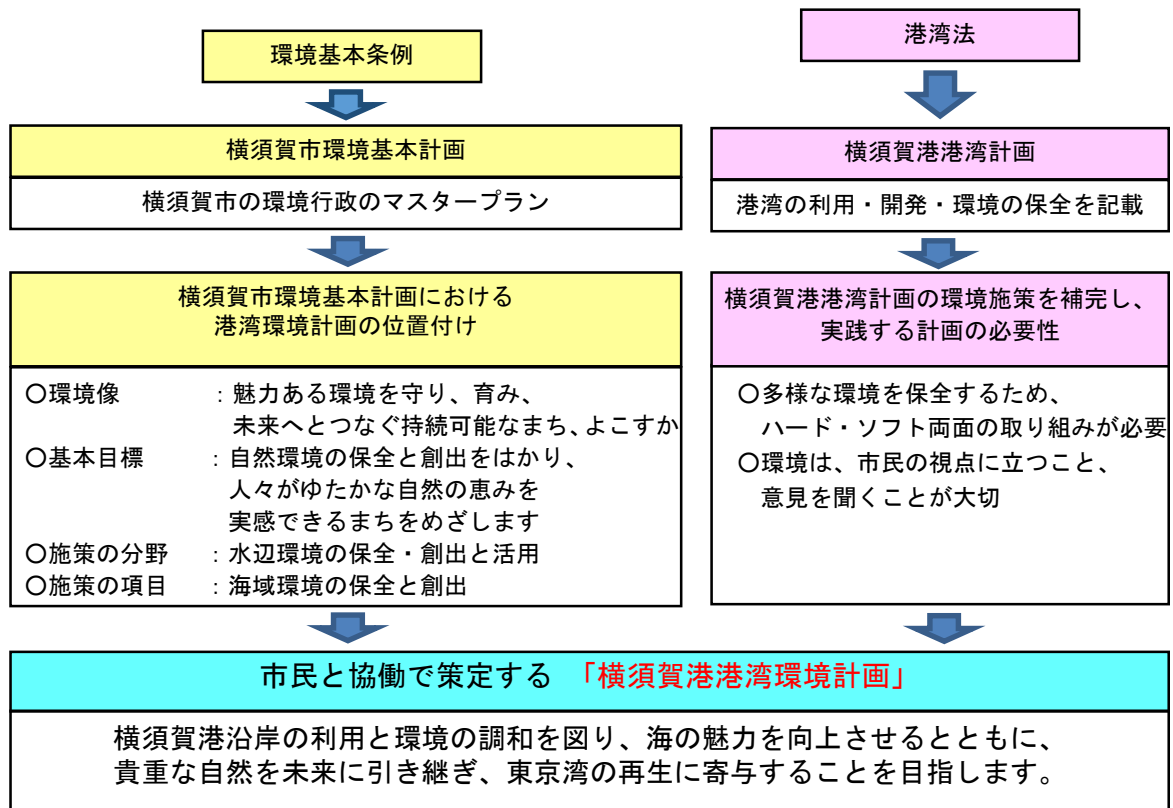 環境基本条例
横須賀市環境基本計画
横須賀市の環境行政のマスタープラン
横須賀市環境基本計画における
港湾環境計画の位置付け
〇環境像 ：魅力ある環境を守り、育み、
未来へとつなぐ持続可能なまち、よこすか
〇基本目標 ：自然環境の保全と創出をはかり、
人々がゆたかな自然の恵みを
実感できるまちをめざします
〇施策の分野 ：水辺環境の保全・創出と活用
〇施策の項目 ：海域環境の保全と創出
港湾法
横須賀港港湾計画
港湾の利用・開発・環境の保全を記載
横須賀港港湾計画の環境施策を補完し、
実践する計画の必要性
〇多様な環境を保全するため、
ハード・ソフト両面の取り組みが必要
〇環境は、市民の視点に立つこと、
意見を聞くことが大切
市民と協働で策定する 「横須賀港港湾環境計画」
横須賀港沿岸の利用と環境の調和を図り、海の魅力を向上させるとともに、
貴重な自然を未来に引き継ぎ、東京湾の再生に寄与することを目指します。